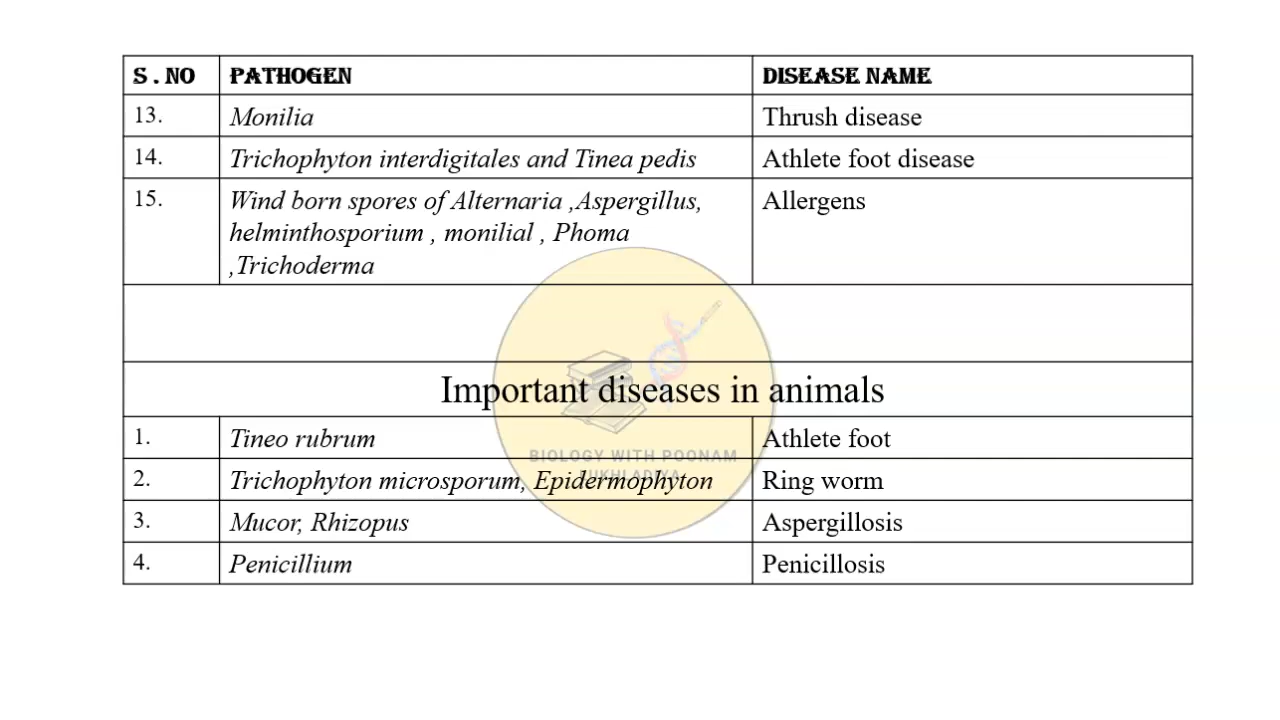 S . NO PATHOGEN DISEASE NAME
13. Monilia Thrush disease
14. Trichophyton interdigitales and Tinea pedis Athlete foot disease
15. Wind born spores of Alternaria ,Aspergillus, Allergens
helminthosporium , monilial , Phoma
,Trichoderma
Important diseases in animals
1. Tineo rubrum Athlete foot
BIOLOGY WITH POONAM
2. Trichophyton microsporum, Epidermophyton Ring worm
3. Mucor, Rhizopus Aspergillosis
4. Penicillium Penicillosis